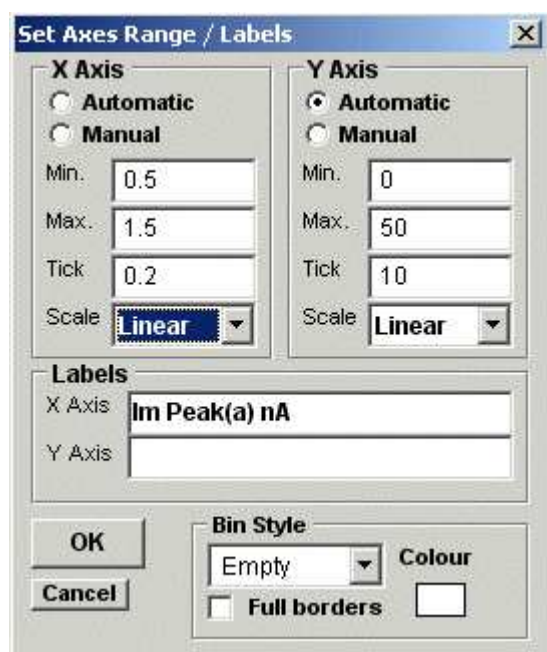 Set Axes Range / Labels
X Axis
Automatic
Manual
Min. 0.5
Max. 1.5
Tick 0.2
Scale Linear
Y Axis
Automatic
Manual
Min. 0
Max. 50
Tick 10
Scale Linear
Labels
X Axis Im Peak(a) nA
Y Axis
OK
Cancel
Bin Style
Empty
Colour
Full borders